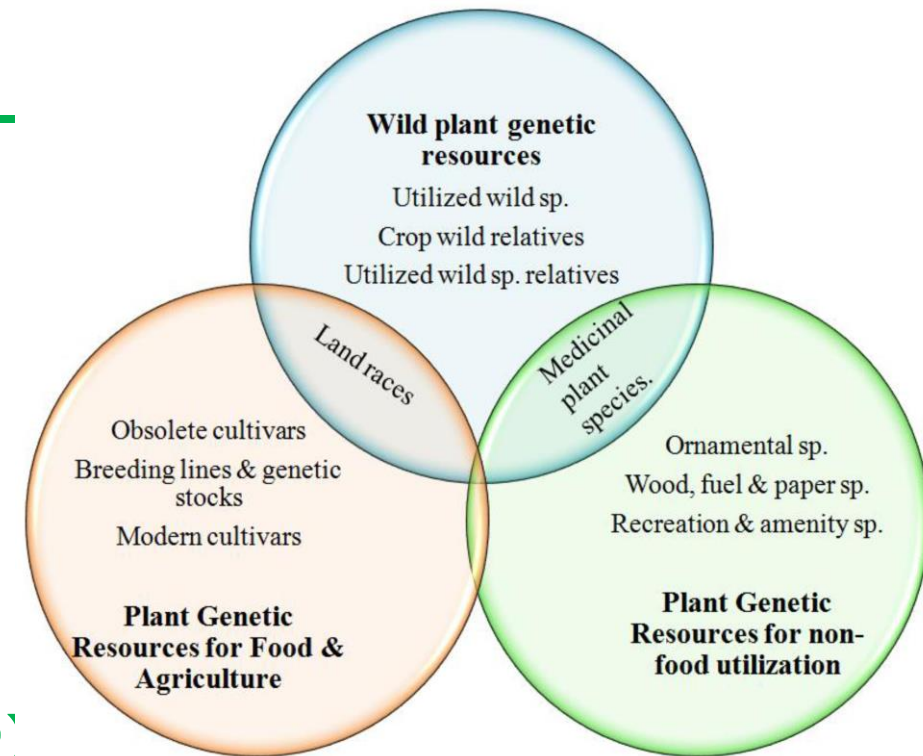 Wild plant genetic
resources
Utilized wild sp.
Crop wild relatives
Utilized wild sp. relatives
Land races
Medicinal
plant
species.
Obsolete cultivars
Breeding lines & genetic
stocks
Modern cultivars
Plant Genetic
Resources for Food &
Agriculture
Ornamental sp.
Wood, fuel & paper sp.
Recreation & amenity sp.
Plant Genetic
Resources for non-
food utilization